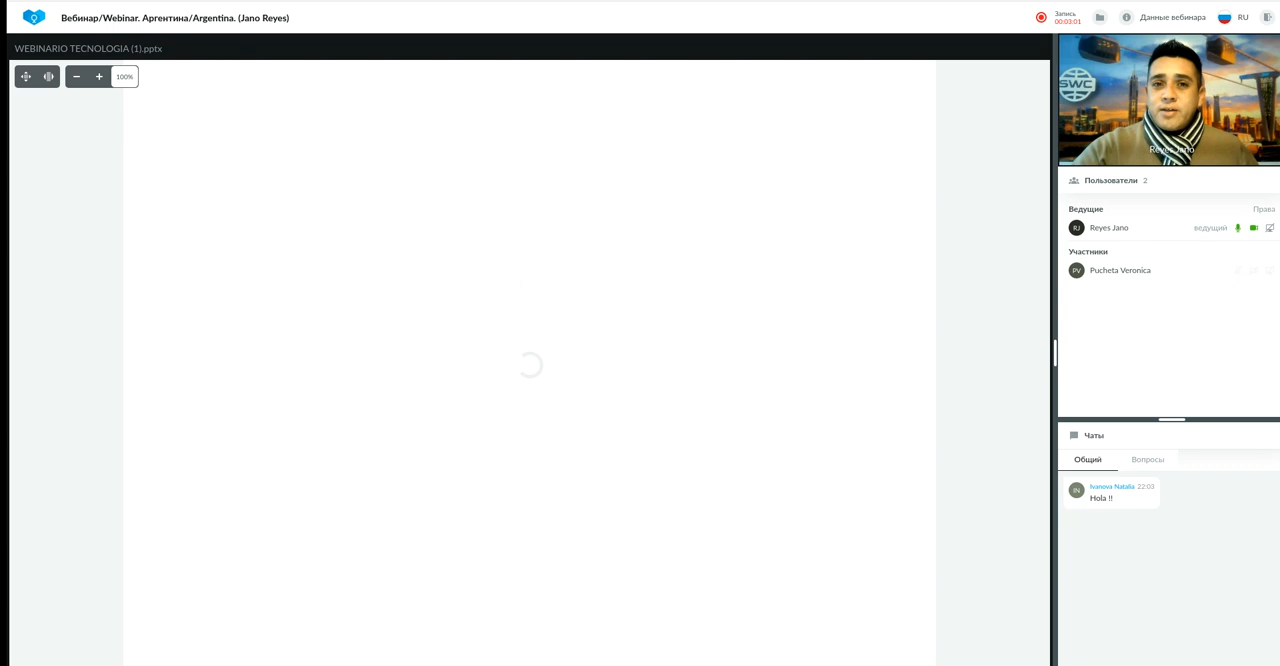 Вебинар/Webinar. Аргентина/Argentina. (Jano Reyes)
Запись
00:03:01
Данные вебинара
RU
WEBINARIO TECNOLOGIA (1).pptx
100%
SWC
Reyes Jano
Пользователи 2
Ведущие Права
RJ Reyes Jano ведущий
Участники
PV Pucheta Veronica
Чаты
Общий Вопросы
IN Ivanova Natalia 22:03
Hola !!